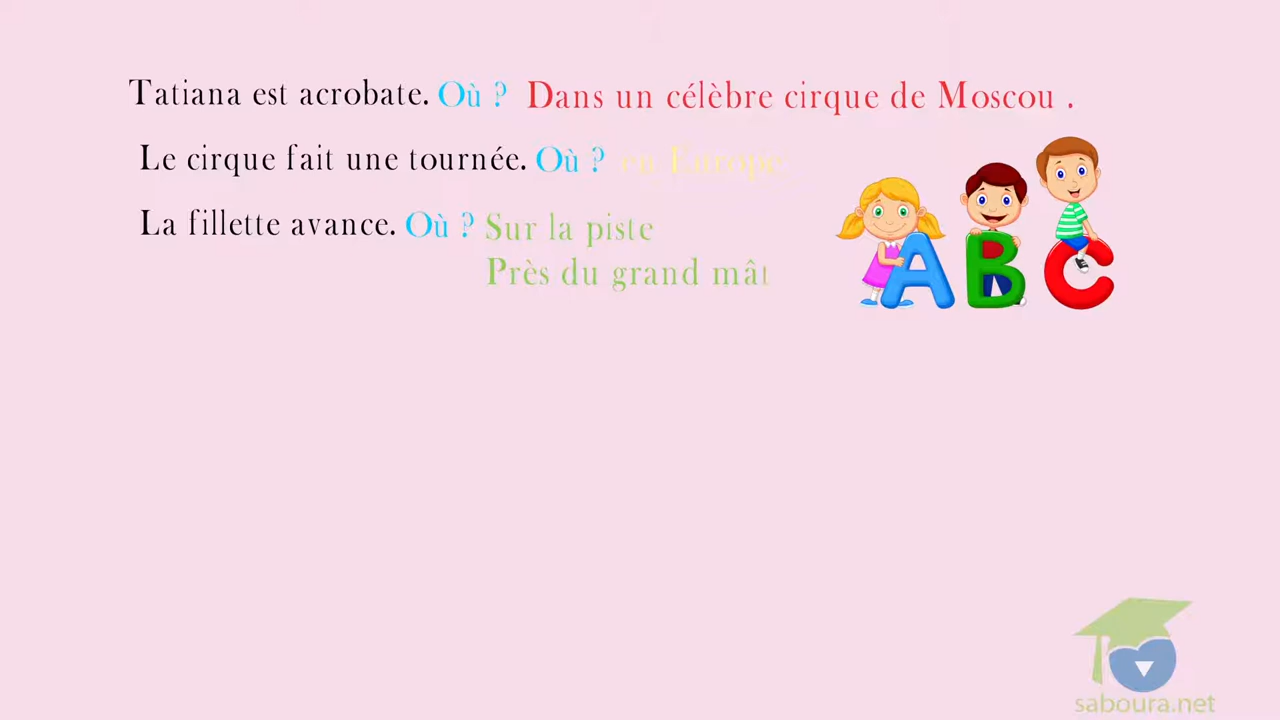 Tatiana est acrobate. Où ? Dans un célèbre cirque de Moscou .
Le cirque fait une tournée. Où ? en Europe
La fillette avance. Où ? Sur la piste
Près du grand mât
ABC
saboura.net